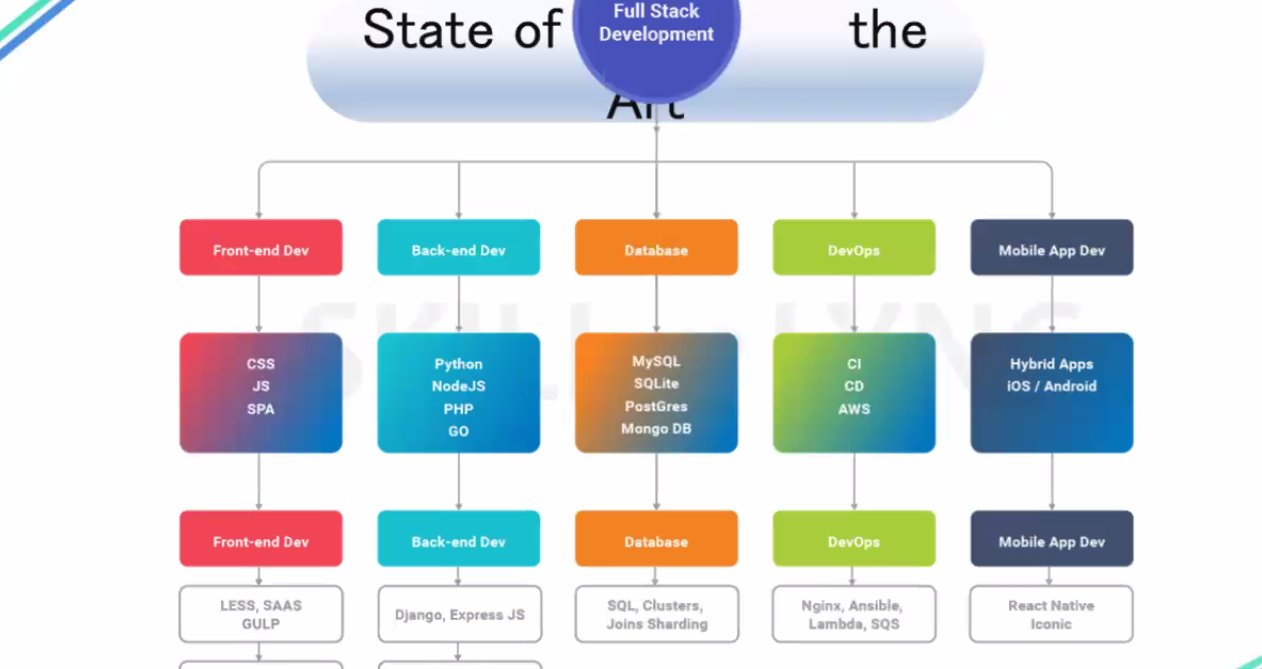 State of the
Art
Full Stack
Development
Front-end Dev
Back-end Dev
Database
DevOps
Mobile App Dev
CSS
JS
SPA
Python
NodeJS
PHP
GO
MySQL
SQLite
PostGres
Mongo DB
CI
CD
AWS
Hybrid Apps
iOS / Android
Front-end Dev
Back-end Dev
Database
DevOps
Mobile App Dev
LESS, SAAS
GULP
Django, Express JS
SQL, Clusters,
Joins Sharding
Nginx, Ansible,
Lambda, SQS
React Native
Iconic